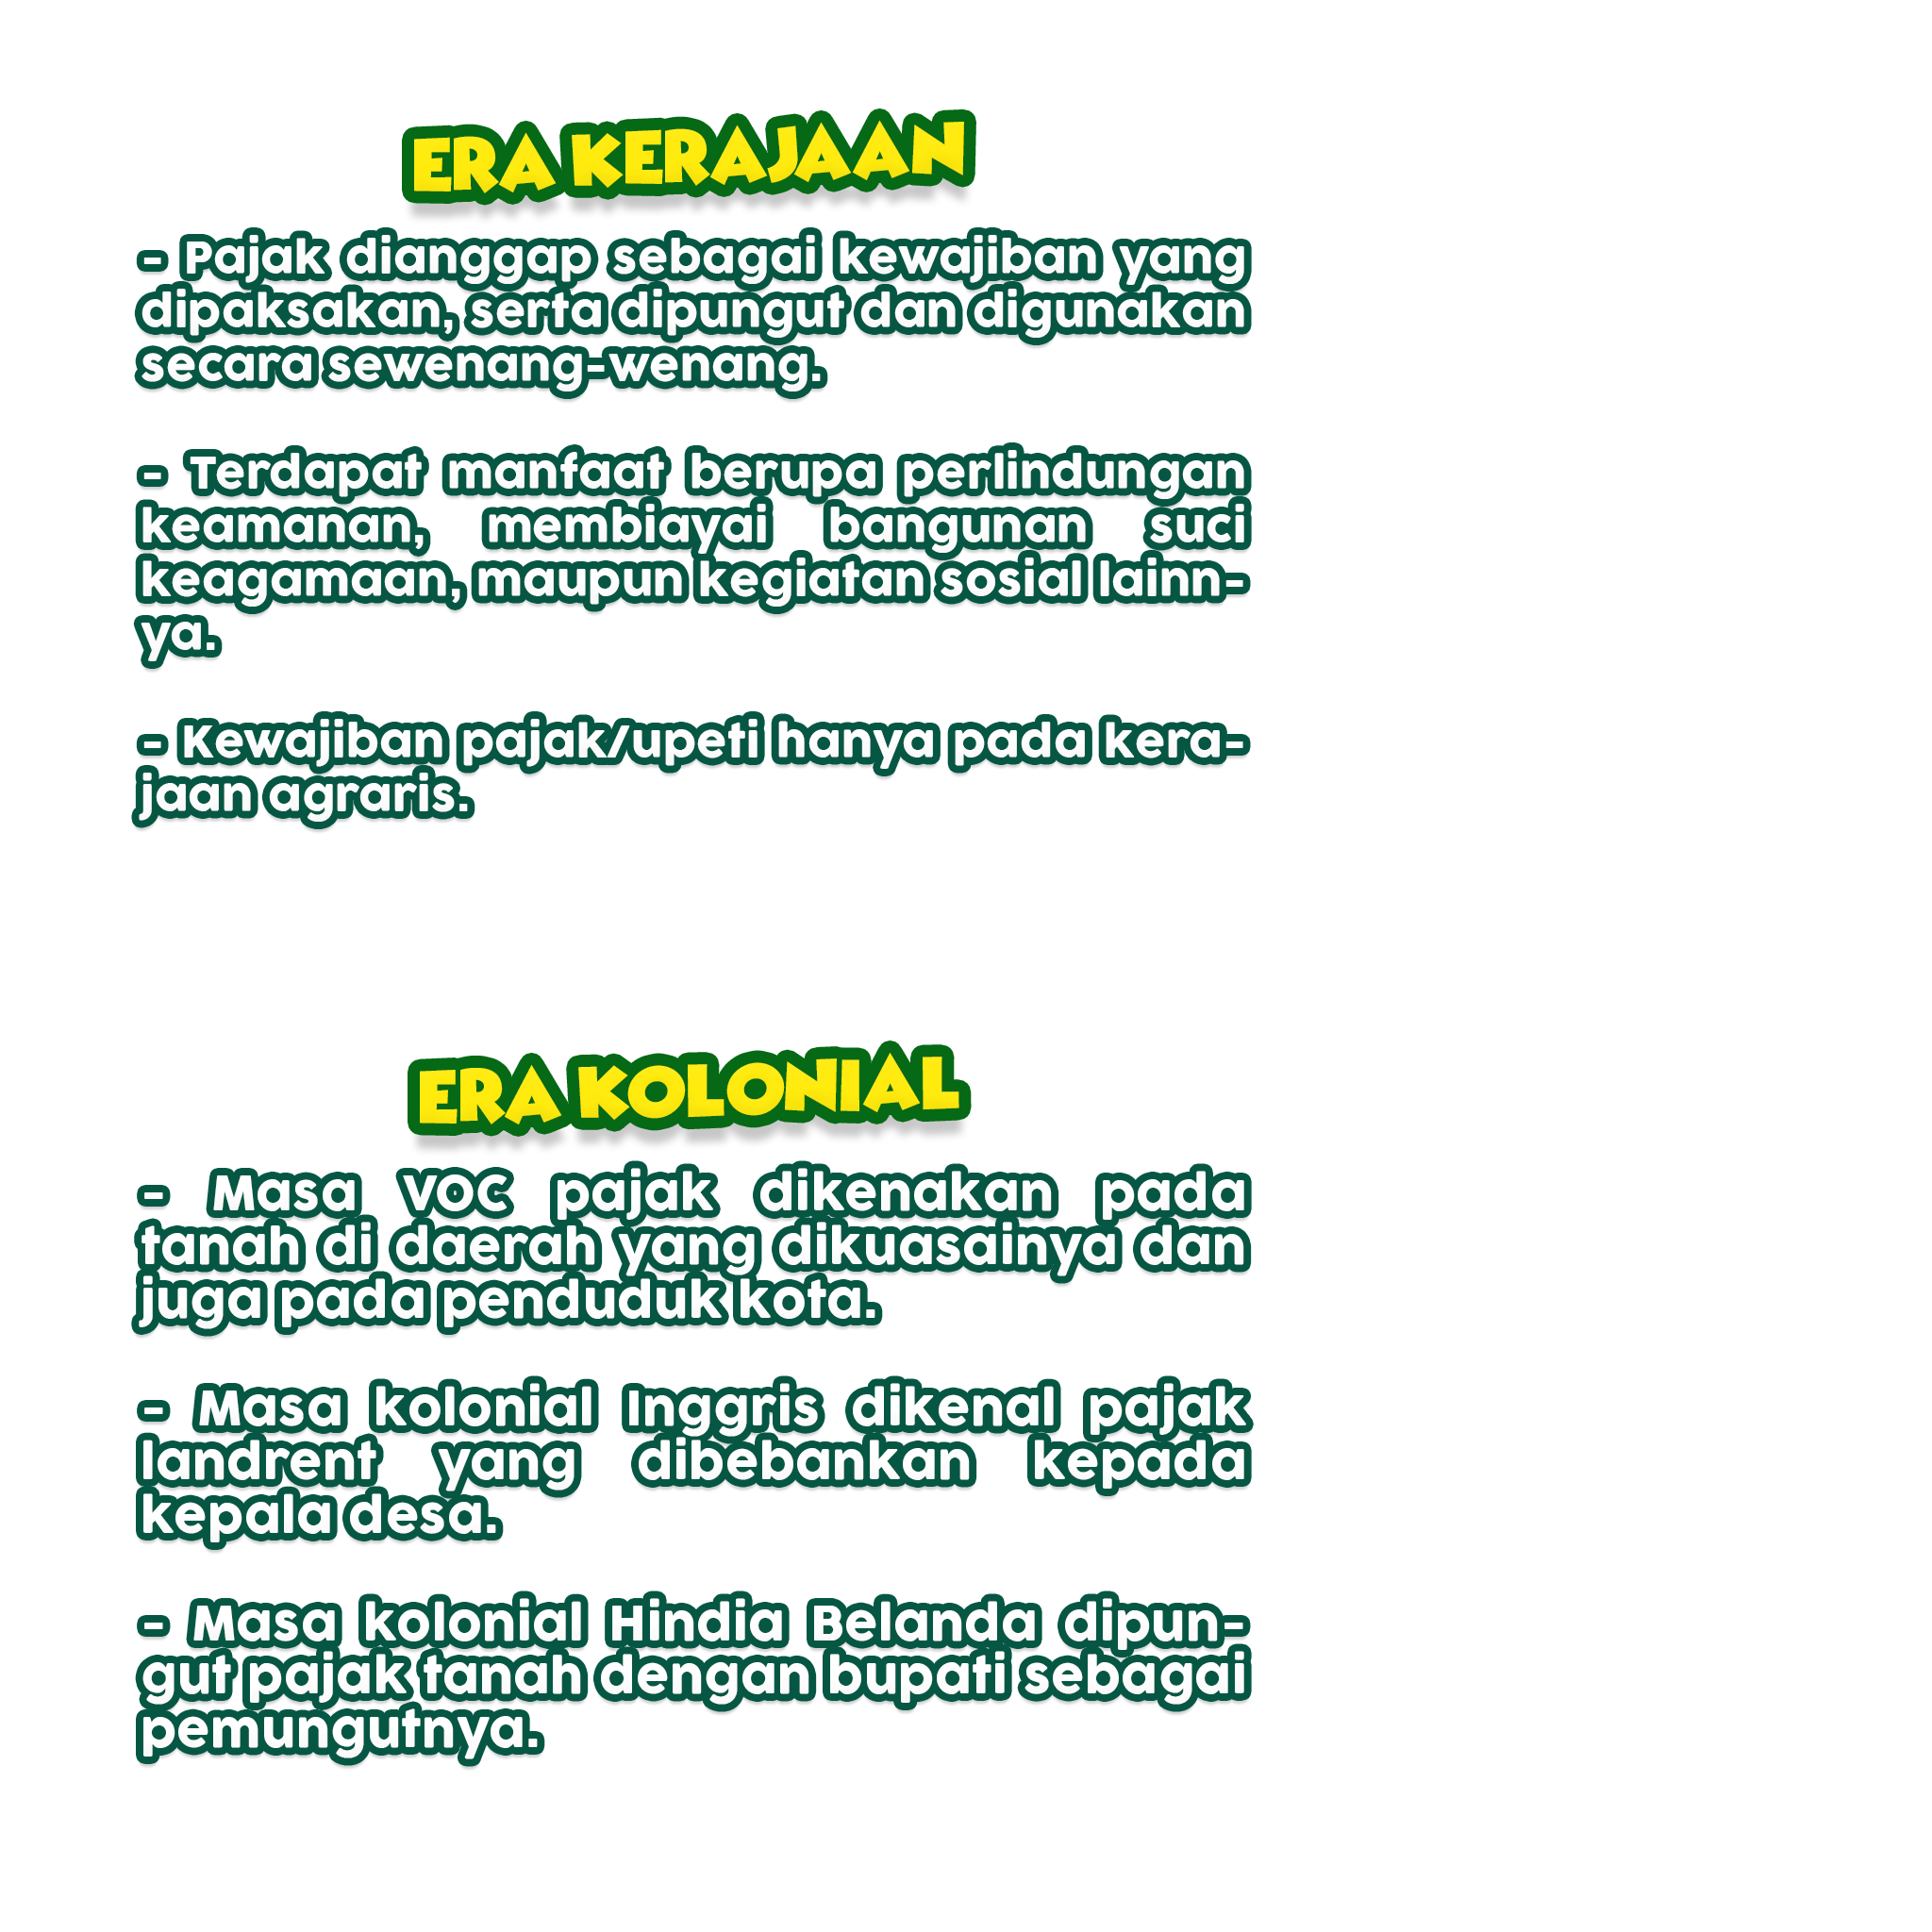 ERA KERAJAAN
- Pajak dianggap sebagai kewajiban yang
dipaksakan, serta dipungut dan digunakan
secara sewenang-wenang.
- Terdapat manfaat berupa perlindungan
keamanan, membiayai bangunan suci
keagamaan, maupun kegiatan sosial lainn-
ya.
- Kewajiban pajak/upeti hanya pada kera-
jaan agraris.
ERA KOLONIAL
- Masa VOC pajak dikenakan pada
tanah di daerah yang dikuasainya dan
juga pada penduduk kota.
- Masa kolonial Inggris dikenal pajak
landrent yang dibebankan kepada
kepala desa.
- Masa kolonial Hindia Belanda dipun-
gut pajak tanah dengan bupati sebagai
pemungutnya.